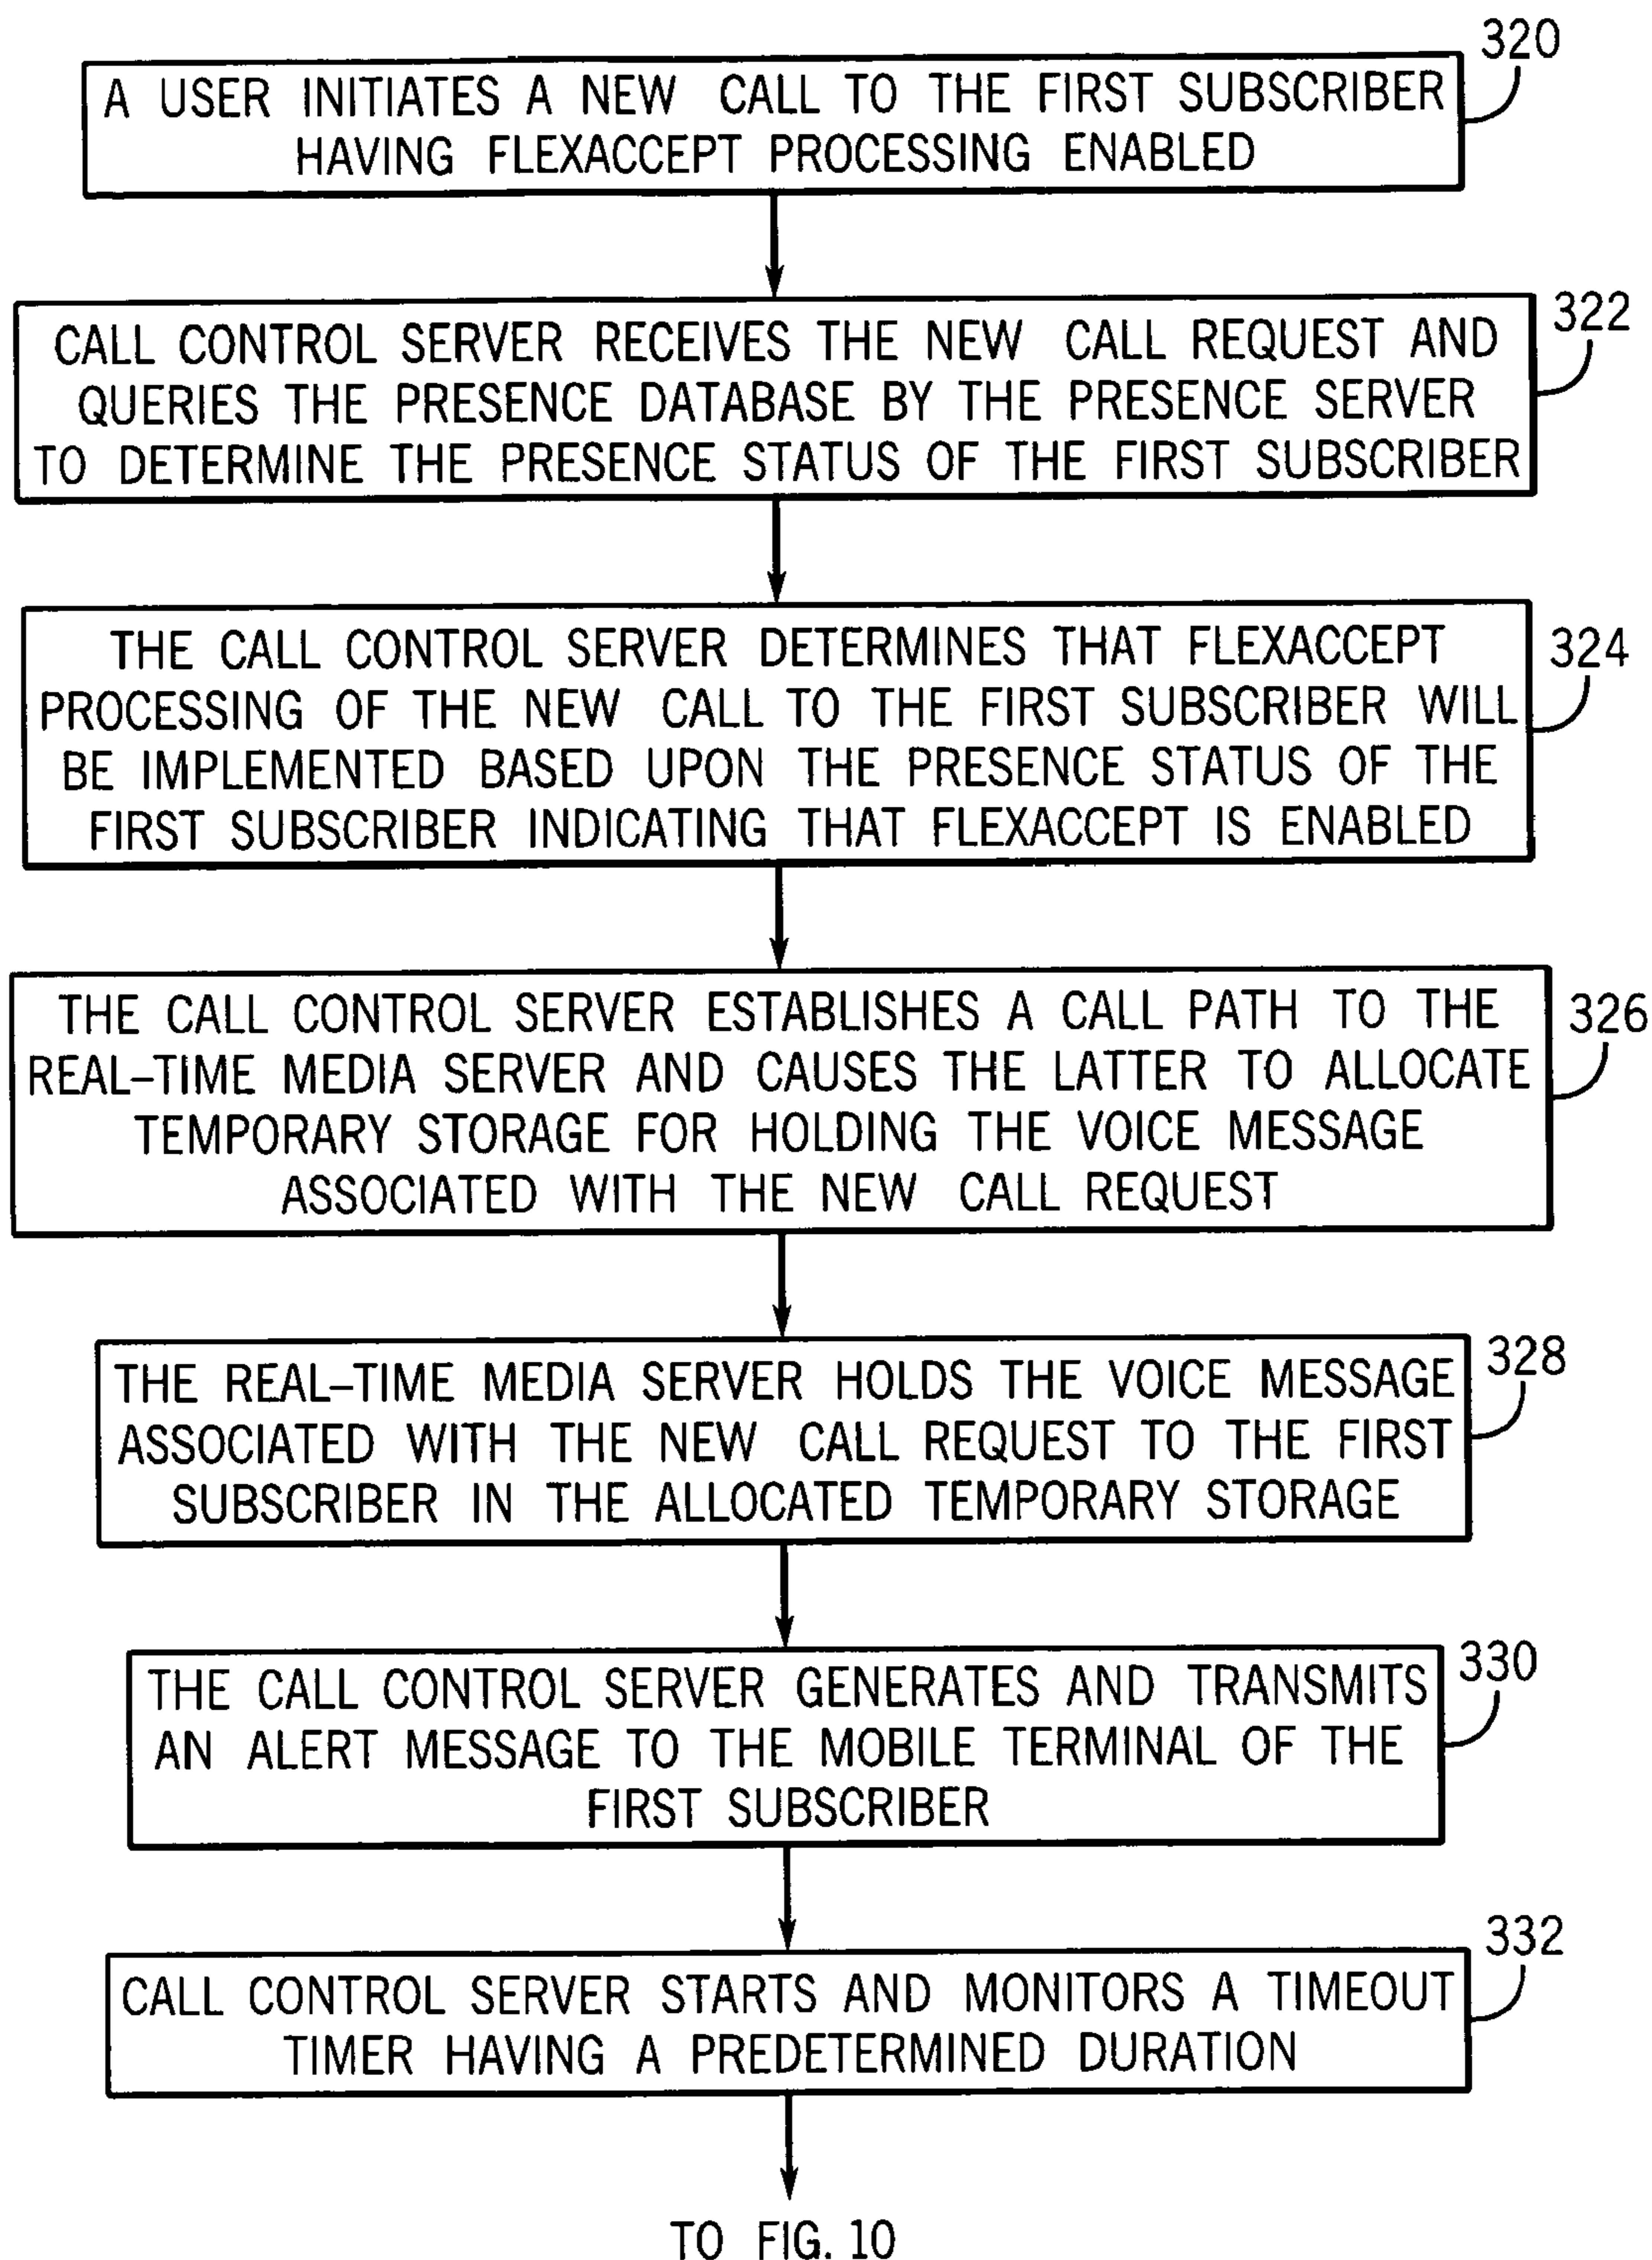 320
A USER INITIATES A NEW CALL TO THE FIRST SUBSCRIBER
HAVING FLEXACCEPT PROCESSING ENABLED
322
CALL CONTROL SERVER RECEIVES THE NEW CALL REQUEST AND
QUERIES THE PRESENCE DATABASE BY THE PRESENCE SERVER
TO DETERMINE THE PRESENCE STATUS OF THE FIRST SUBSCRIBER
324
THE CALL CONTROL SERVER DETERMINES THAT FLEXACCEPT
PROCESSING OF THE NEW CALL TO THE FIRST SUBSCRIBER WILL
BE IMPLEMENTED BASED UPON THE PRESENCE STATUS OF THE
FIRST SUBSCRIBER INDICATING THAT FLEXACCEPT IS ENABLED
326
THE CALL CONTROL SERVER ESTABLISHES A CALL PATH TO THE
REAL–TIME MEDIA SERVER AND CAUSES THE LATTER TO ALLOCATE
TEMPORARY STORAGE FOR HOLDING THE VOICE MESSAGE
ASSOCIATED WITH THE NEW CALL REQUEST
328
THE REAL–TIME MEDIA SERVER HOLDS THE VOICE MESSAGE
ASSOCIATED WITH THE NEW CALL REQUEST TO THE FIRST
SUBSCRIBER IN THE ALLOCATED TEMPORARY STORAGE
330
THE CALL CONTROL SERVER GENERATES AND TRANSMITS
AN ALERT MESSAGE TO THE MOBILE TERMINAL OF THE
FIRST SUBSCRIBER
332
CALL CONTROL SERVER STARTS AND MONITORS A TIMEOUT
TIMER HAVING A PREDETERMINED DURATION
TO FIG. 10